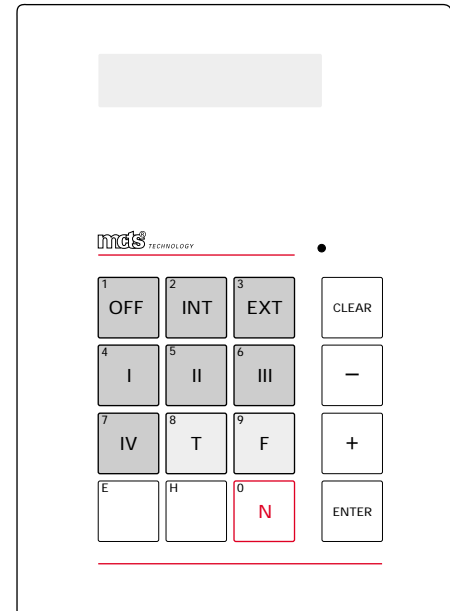 mcts® TECHNOLOGY
1 OFF 2 INT 3 EXT CLEAR
4 I 5 II 6 III –
7 IV 8 T 9 F +
E H 0 N ENTER